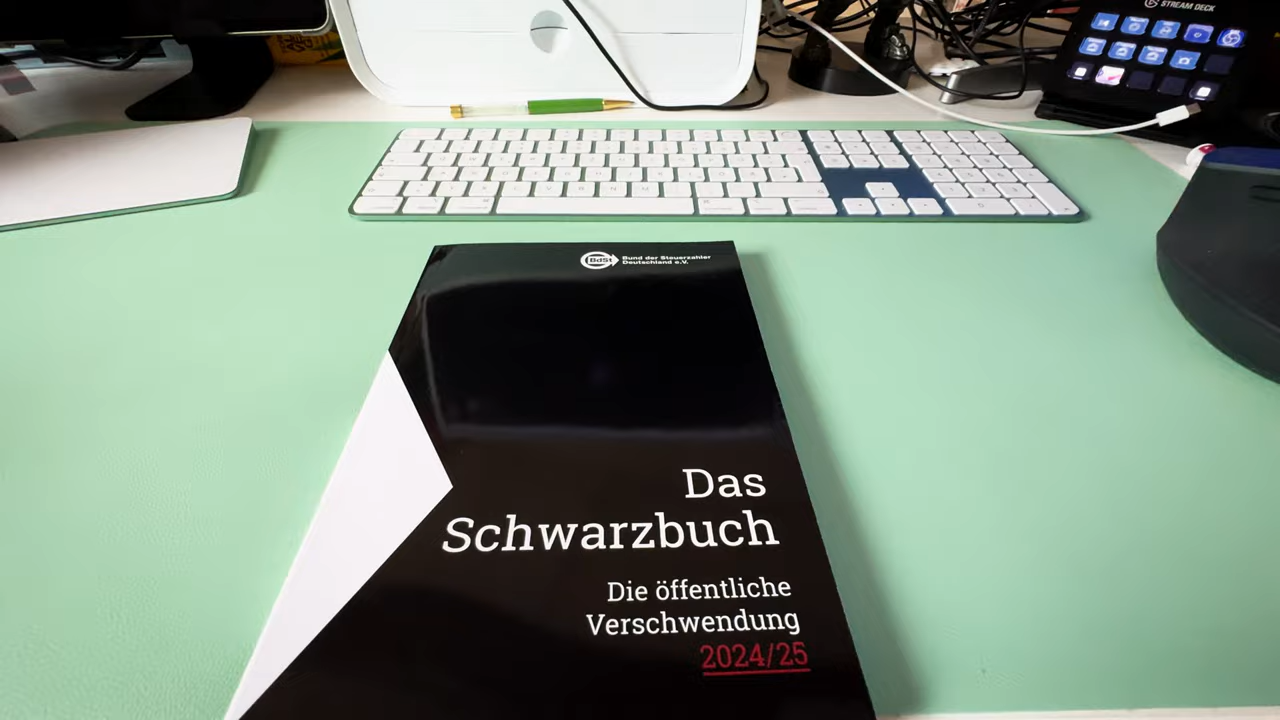 STREAM DECK
BdSt
Bund der Steuerzahler
Deutschland e.V.
Das
Schwarzbuch
Die öffentliche
Verschwendung
2024/25